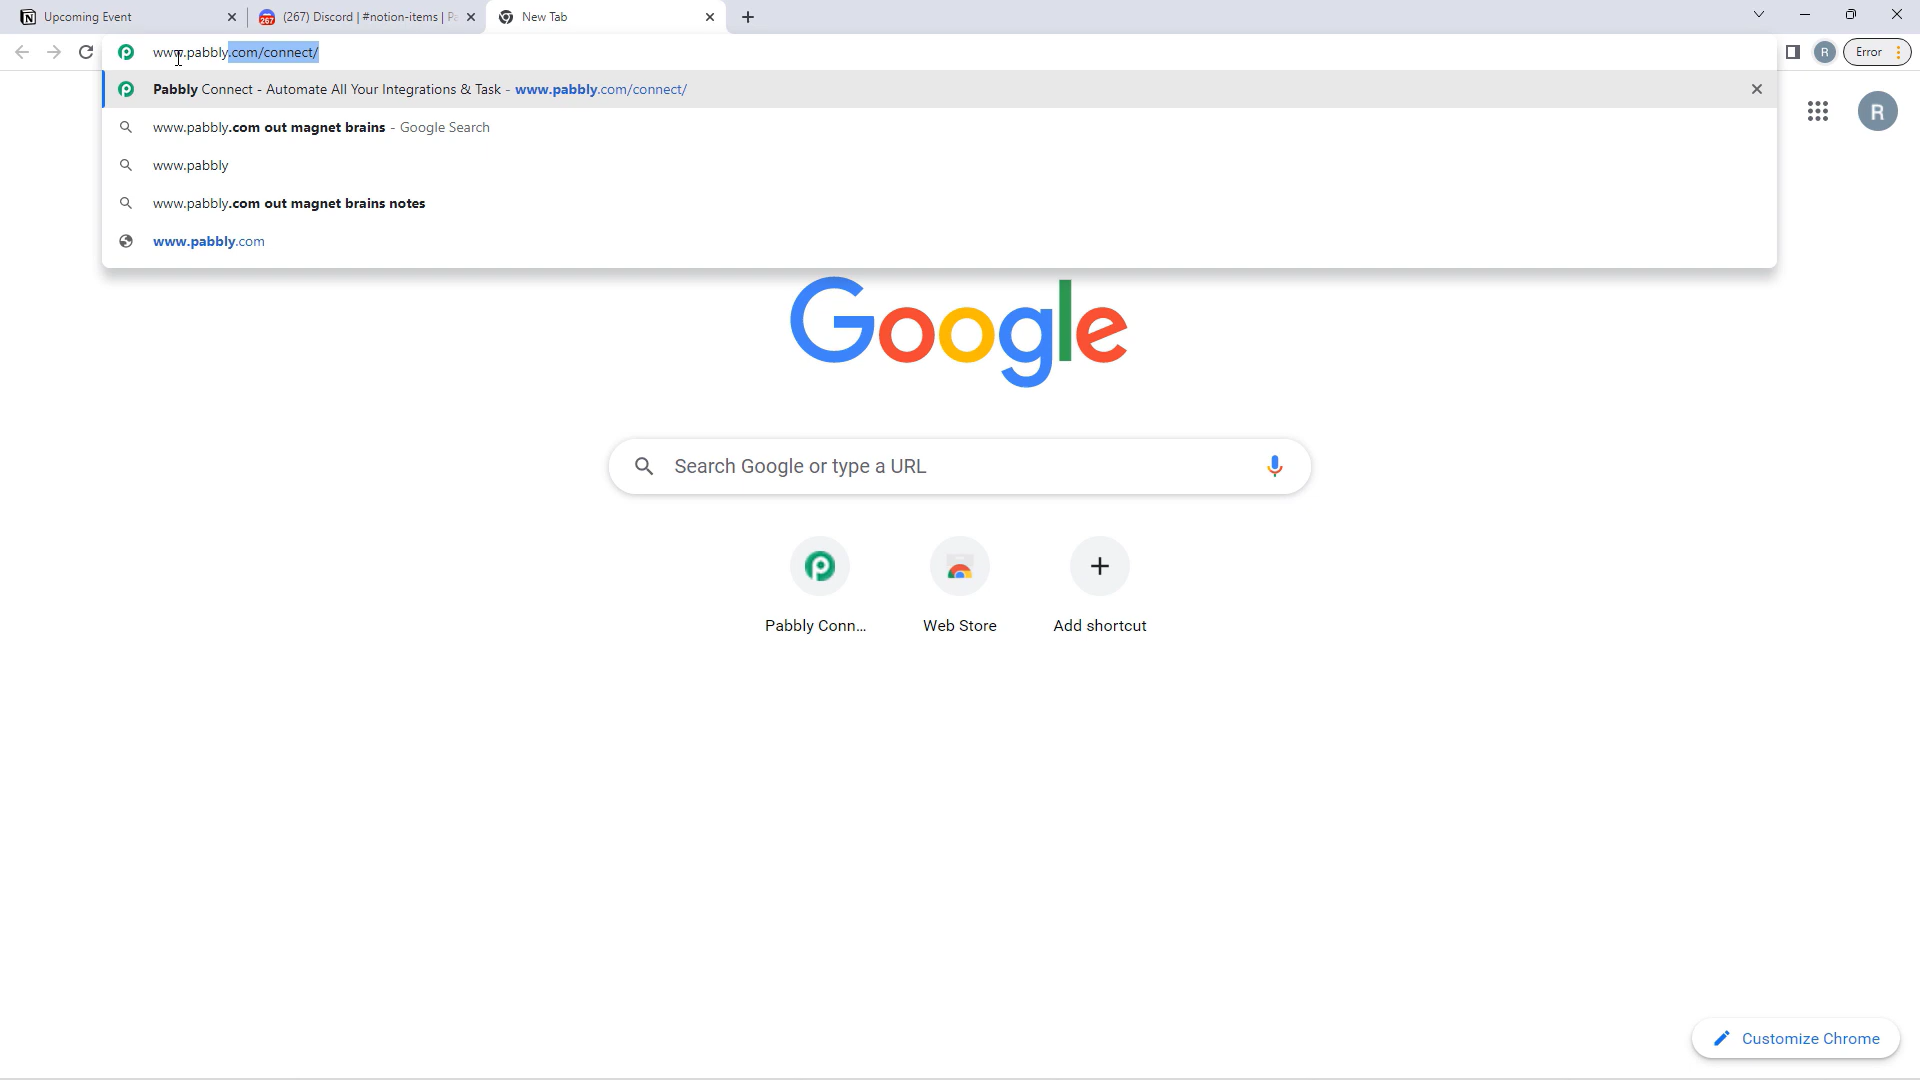 Upcoming Event
267
(267) Discord | #notion-items | Pa
New Tab
www.pabbly.com/connect/
R
Error
Pabbly Connect - Automate All Your Integrations & Task - www.pabbly.com/connect/
www.pabbly.com out magnet brains - Google Search
www.pabbly
www.pabbly.com out magnet brains notes
www.pabbly.com
R
Google
Search Google or type a URL
Pabbly Conn...
Web Store
Add shortcut
Customize Chrome